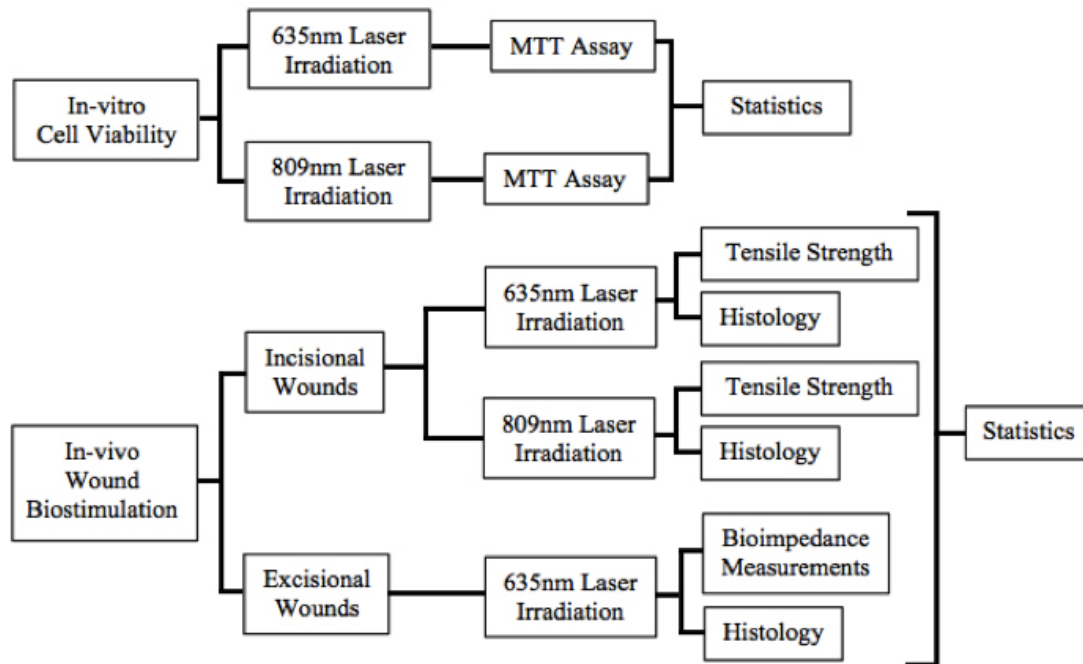 635nm Laser
Irradiation
MTT Assay
In-vitro
Cell Viability
Statistics
809nm Laser
Irradiation
MTT Assay
Tensile Strength
635nm Laser
Irradiation
Histology
Incisional
Wounds
Tensile Strength
809nm Laser
Irradiation
Histology
Statistics
In-vivo
Wound
Biostimulation
Bioimpedance
Measurements
Excisional
Wounds
635nm Laser
Irradiation
Histology